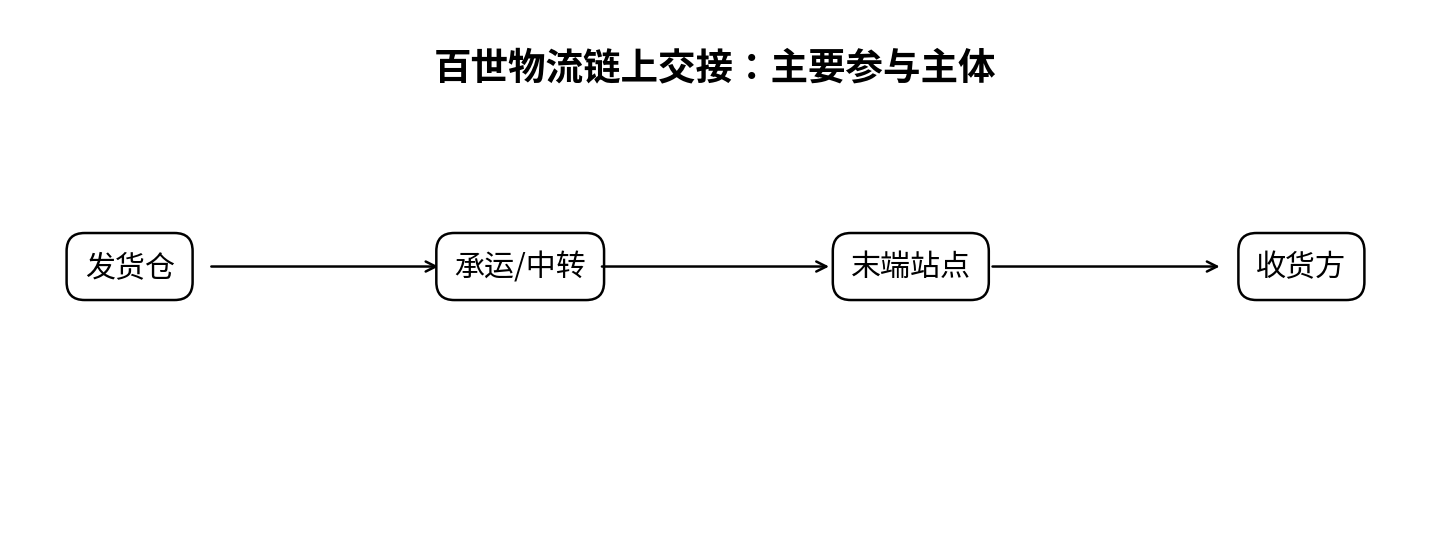 百世物流链上交接：主要参与主体
发货仓
承运/中转
末端站点
收货方